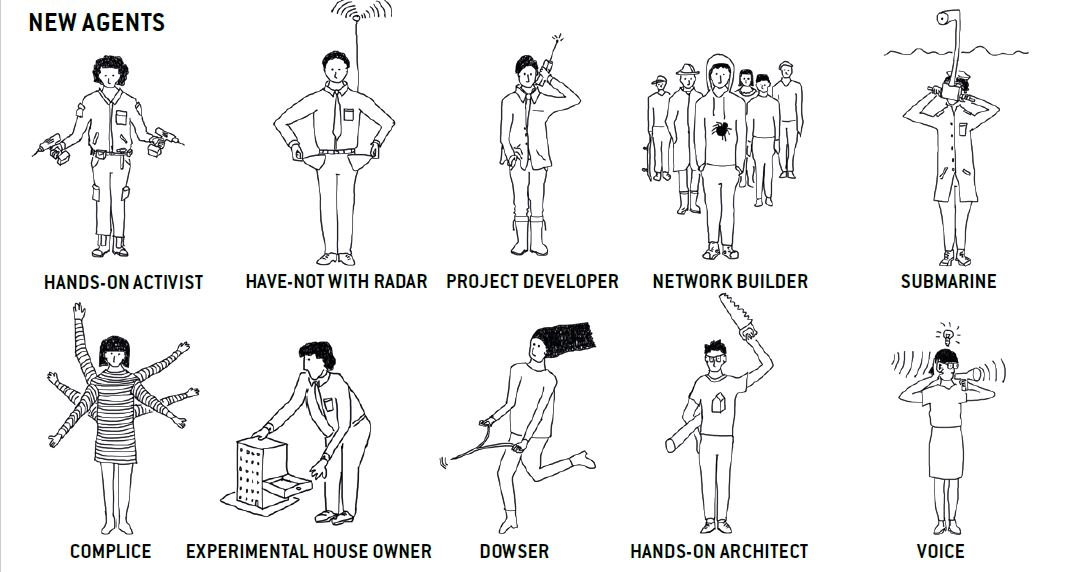 NEW AGENTS
HANDS-ON ACTIVIST
HAVE-NOT WITH RADAR
PROJECT DEVELOPER
NETWORK BUILDER
SUBMARINE
COMPLICE
EXPERIMENTAL HOUSE OWNER
DOWSER
HANDS-ON ARCHITECT
VOICE